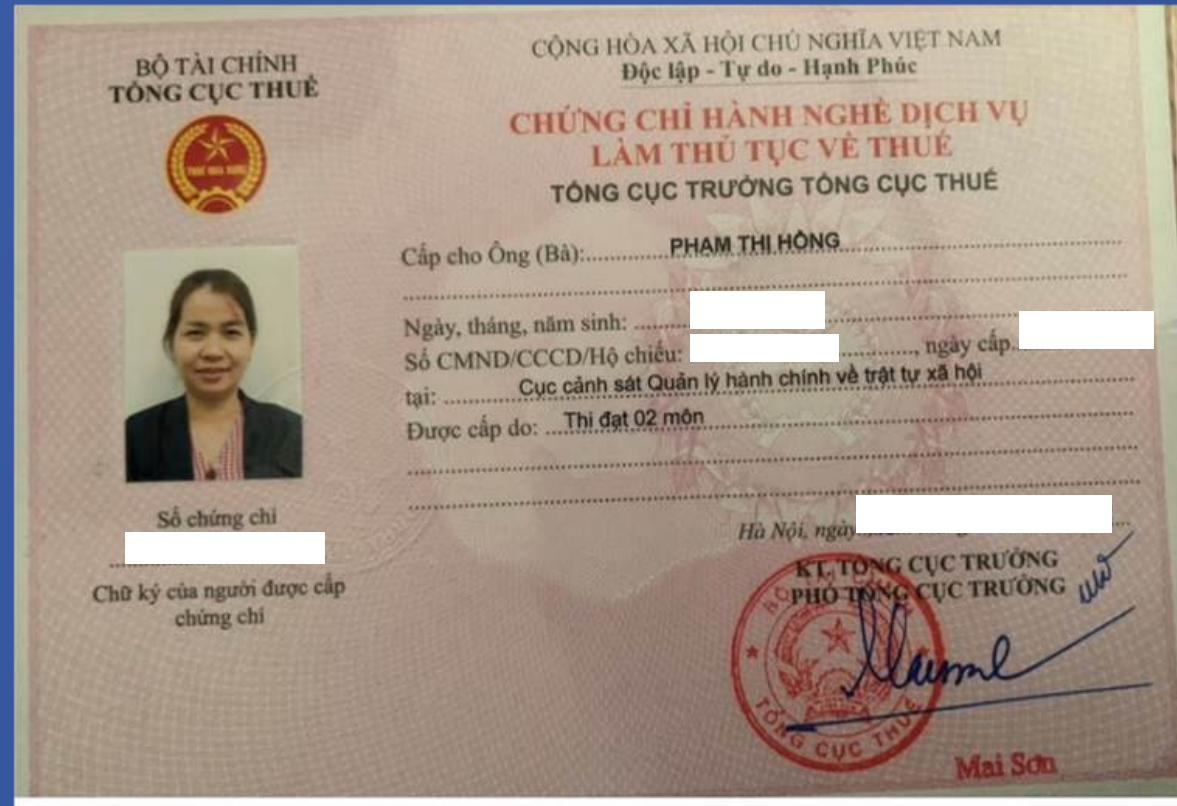 BỘ TÀI CHÍNH
TỔNG CỤC THUẾ
CỘNG HÒA XÃ HỘI CHỦ NGHĨA VIỆT NAM
Độc lập - Tự do - Hạnh Phúc
CHỨNG CHỈ HÀNH NGHỀ DỊCH VỤ
LÀM THỦ TỤC VỀ THUẾ
TỔNG CỤC TRƯỞNG TỔNG CỤC THUẾ
Cấp cho Ông (Bà):..............PHẠM THỊ HỒNG
Ngày, tháng, năm sinh: ..........
Số CMND/CCCD/Hộ chiếu: ............, ngày cấp...
tại: ..........Cục cảnh sát Quản lý hành chính về trật tự xã hội
Được cấp do: ...Thi đạt 02 môn
Số chứng chỉ
Chữ ký của người được cấp
chứng chỉ
Hà Nội, ngày
KT. TỔNG CỤC TRƯỞNG
PHÓ TỔNG CỤC TRƯỞNG
TỔNG CỤC THUẾ
Mai Sơn